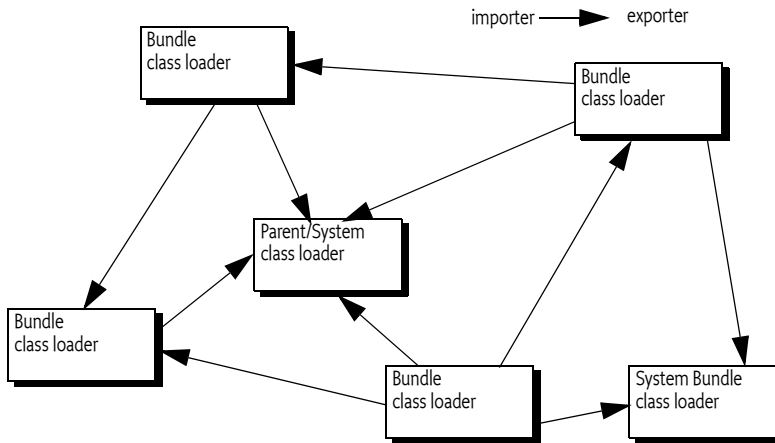 importer exporter
Bundle
class loader
Bundle
class loader
Parent/System
class loader
Bundle
class loader
Bundle
class loader
System Bundle
class loader